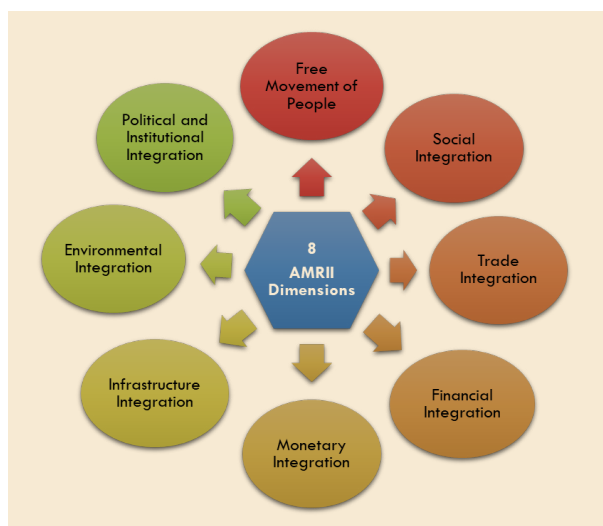 Free
Movement of
People
Social
Integration
Trade
Integration
Financial
Integration
Monetary
Integration
Infrastructure
Integration
Environmental
Integration
Political and
Institutional
Integration
8
AMRII
Dimensions